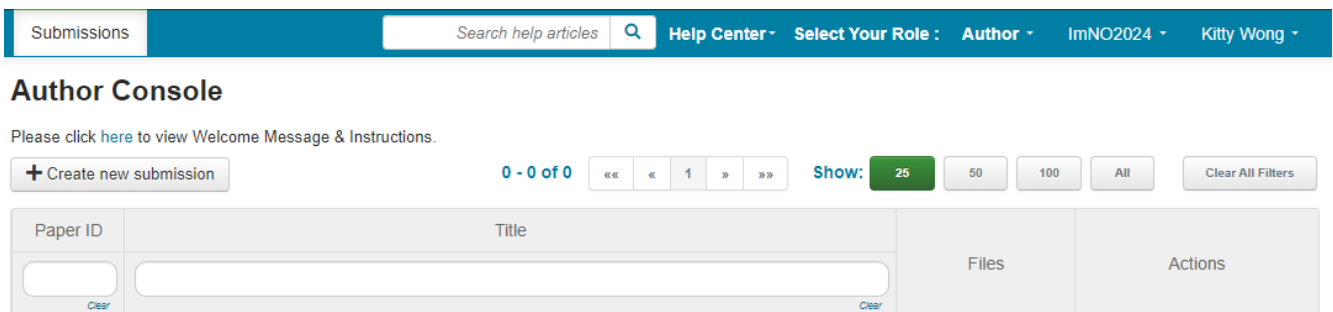 Submissions Search help articles Help Center Select Your Role : Author ImNO2024 Kitty Wong
Author Console
Please click here to view Welcome Message & Instructions.
+ Create new submission 0 - 0 of 0 «« « 1 » »» Show: 25 50 100 All Clear All Filters
Paper ID Title
Files Actions
Clear Clear